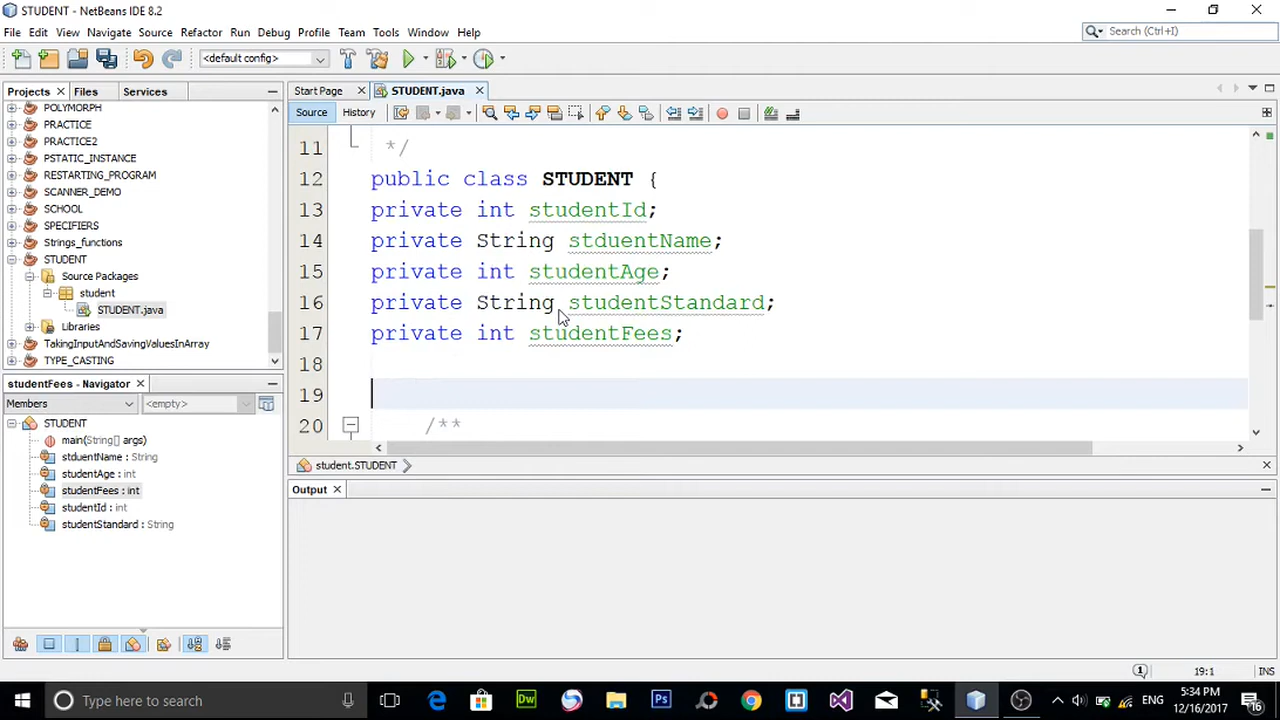 STUDENT - NetBeans IDE 8.2
File Edit View Navigate Source Refactor Run Debug Profile Team Tools Window Help
Search (Ctrl+I)
<default config>
Projects Files Services
Start Page STUDENT.java
Source History
POLYMORPH
PRACTICE
PRACTICE2
PSTATIC_INSTANCE
RESTARTING_PROGRAM
SCANNER_DEMO
SCHOOL
SPECIFIERS
Strings_functions
STUDENT
Source Packages
student
STUDENT.java
Libraries
TakingInputAndSavingValuesInArray
TYPE_CASTING
11 */
12 public class STUDENT {
13 private int studentId;
14 private String stduentName;
15 private int studentAge;
16 private String studentStandard;
17 private int studentFees;
18
19
20 /**
student.STUDENT
studentFees - Navigator
Members <empty>
STUDENT
main(String[] args)
stduentName : String
studentAge : int
studentFees : int
studentId : int
studentStandard : String
Output
19:1 INS
Type here to search
Dw
Ps
ENG
5:34 PM
12/16/2017
16